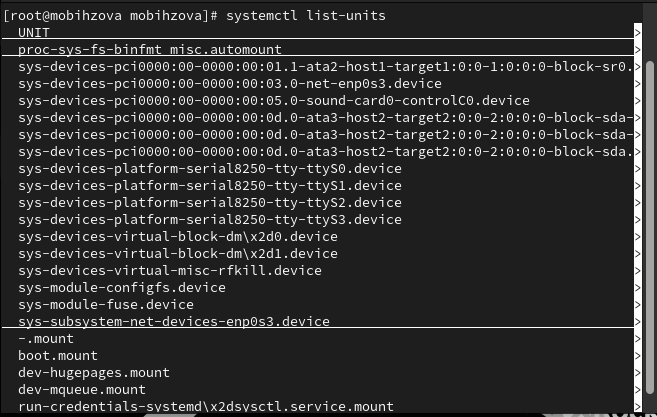 [root@mobihzova mobihzova]# systemctl list-units
UNIT >
proc-sys-fs-binfmt_misc.automount >
sys-devices-pci0000:00-0000:00:01.1-ata2-host1-target1:0:0-1:0:0:0-block-sr0.>
sys-devices-pci0000:00-0000:00:03.0-net-enp0s3.device >
sys-devices-pci0000:00-0000:00:05.0-sound-card0-controlC0.device >
sys-devices-pci0000:00-0000:00:0d.0-ata3-host2-target2:0:0-2:0:0:0-block-sda->
sys-devices-pci0000:00-0000:00:0d.0-ata3-host2-target2:0:0-2:0:0:0-block-sda->
sys-devices-pci0000:00-0000:00:0d.0-ata3-host2-target2:0:0-2:0:0:0-block-sda.>
sys-devices-platform-serial8250-tty-ttyS0.device >
sys-devices-platform-serial8250-tty-ttyS1.device >
sys-devices-platform-serial8250-tty-ttyS2.device >
sys-devices-platform-serial8250-tty-ttyS3.device >
sys-devices-virtual-block-dm\x2d0.device >
sys-devices-virtual-block-dm\x2d1.device >
sys-devices-virtual-misc-rfkill.device >
sys-module-configfs.device >
sys-module-fuse.device >
sys-subsystem-net-devices-enp0s3.device >
-.mount >
boot.mount >
dev-hugepages.mount >
dev-mqueue.mount >
run-credentials-systemd\x2dsysctl.service.mount >